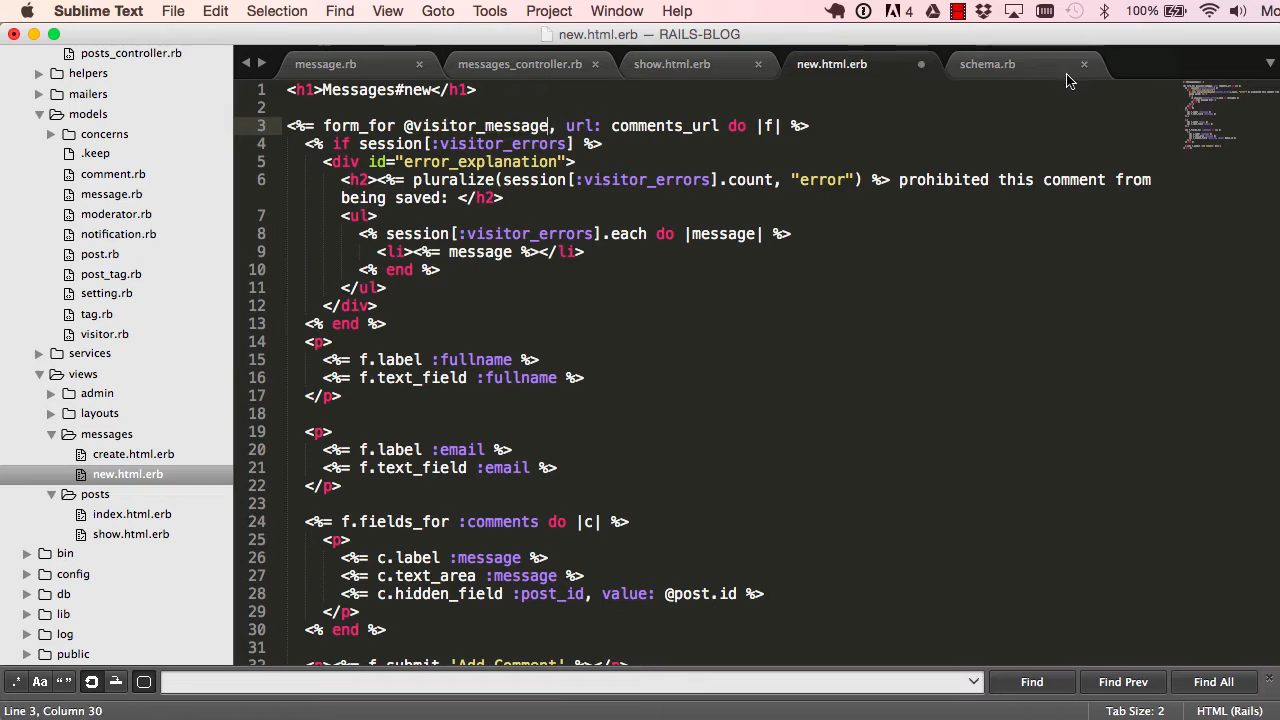 Sublime Text File Edit Selection Find View Goto Tools Project Window Help 4 100% Mo
new.html.erb — RAILS-BLOG
message.rb messages_controller.rb show.html.erb new.html.erb schema.rb
posts_controller.rb
helpers
mailers
models
concerns
.keep
comment.rb
message.rb
moderator.rb
notification.rb
post.rb
post_tag.rb
setting.rb
tag.rb
visitor.rb
services
views
admin
layouts
messages
create.html.erb
new.html.erb
posts
index.html.erb
show.html.erb
bin
config
db
lib
log
public
1 <h1>Messages#new</h1>
2
3 <%= form_for @visitor_message, url: comments_url do |f| %>
4 <% if session[:visitor_errors] %>
5 <div id="error_explanation">
6 <h2><%= pluralize(session[:visitor_errors].count, "error") %> prohibited this comment from
being saved: </h2>
7 <ul>
8 <% session[:visitor_errors].each do |message| %>
9 <li><%= message %></li>
10 <% end %>
11 </ul>
12 </div>
13 <% end %>
14 <p>
15 <%= f.label :fullname %>
16 <%= f.text_field :fullname %>
17 </p>
18
19 <p>
20 <%= f.label :email %>
21 <%= f.text_field :email %>
22 </p>
23
24 <%= f.fields_for :comments do |c| %>
25 <p>
26 <%= c.label :message %>
27 <%= c.text_area :message %>
28 <%= c.hidden_field :post_id, value: @post.id %>
29 </p>
30 <% end %>
31
32 <p><%= f.submit 'Add Comment' %></p>
.* Aa “ ” Find Find Prev Find All
Line 3, Column 30 Tab Size: 2 HTML (Rails)